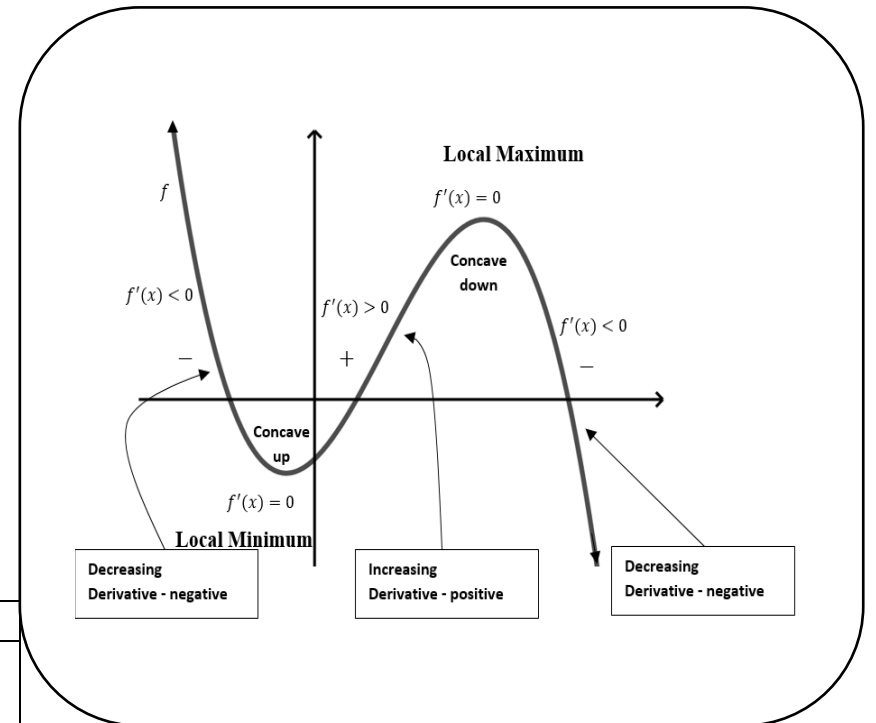 Local Maximum
f
f′(x) = 0
Concave
down
f′(x) < 0
f′(x) > 0
f′(x) < 0
−
+
−
Concave
up
f′(x) = 0
Local Minimum
Decreasing
Derivative - negative
Increasing
Derivative - positive
Decreasing
Derivative - negative